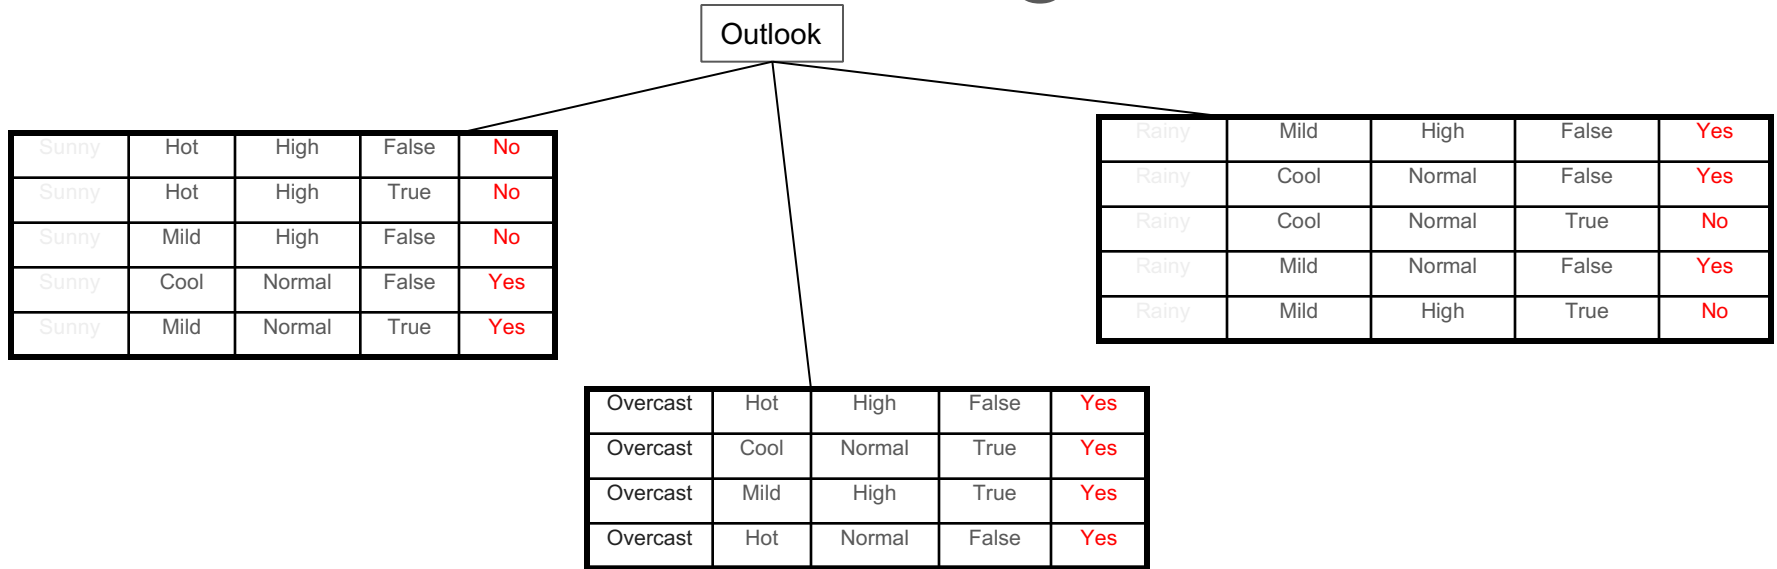 Outlook
Sunny Hot High False No
Sunny Hot High True No
Sunny Mild High False No
Sunny Cool Normal False Yes
Sunny Mild Normal True Yes
Rainy Mild High False Yes
Rainy Cool Normal False Yes
Rainy Cool Normal True No
Rainy Mild Normal False Yes
Rainy Mild High True No
Overcast Hot High False Yes
Overcast Cool Normal True Yes
Overcast Mild High True Yes
Overcast Hot Normal False Yes